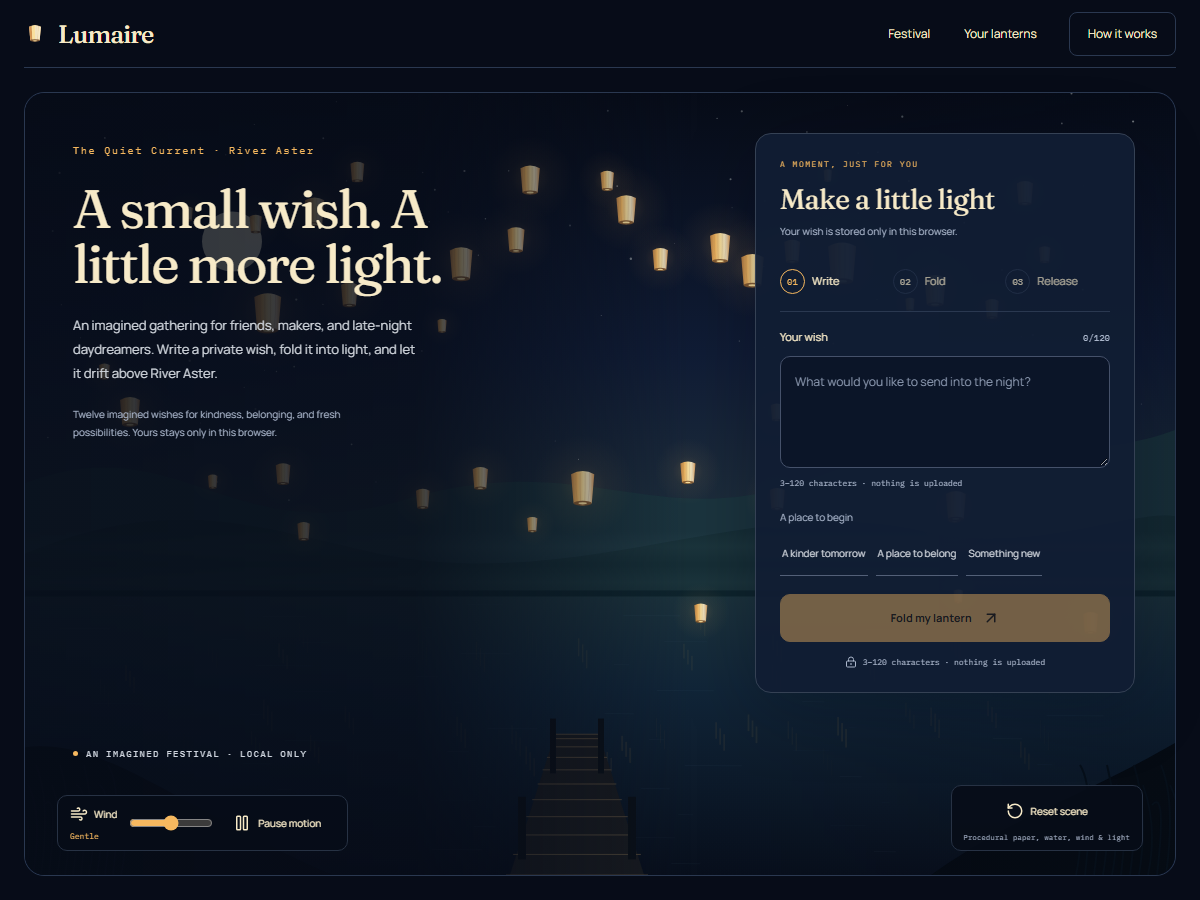 Lumaire
Festival
Your lanterns
How it works
The Quiet Current · River Aster
A small wish. A
little more light.
An imagined gathering for friends, makers, and late-night
daydreamers. Write a private wish, fold it into light, and let
it drift above River Aster.
Twelve imagined wishes for kindness, belonging, and fresh
possibilities. Yours stays only in this browser.
A MOMENT, JUST FOR YOU
Make a little light
Your wish is stored only in this browser.
01 Write
02 Fold
03 Release
Your wish
0/120
What would you like to send into the night?
3–120 characters · nothing is uploaded
A place to begin
A kinder tomorrow
A place to belong
Something new
Fold my lantern
3–120 characters · nothing is uploaded
AN IMAGINED FESTIVAL · LOCAL ONLY
Wind
Gentle
Pause motion
Reset scene
Procedural paper, water, wind & light